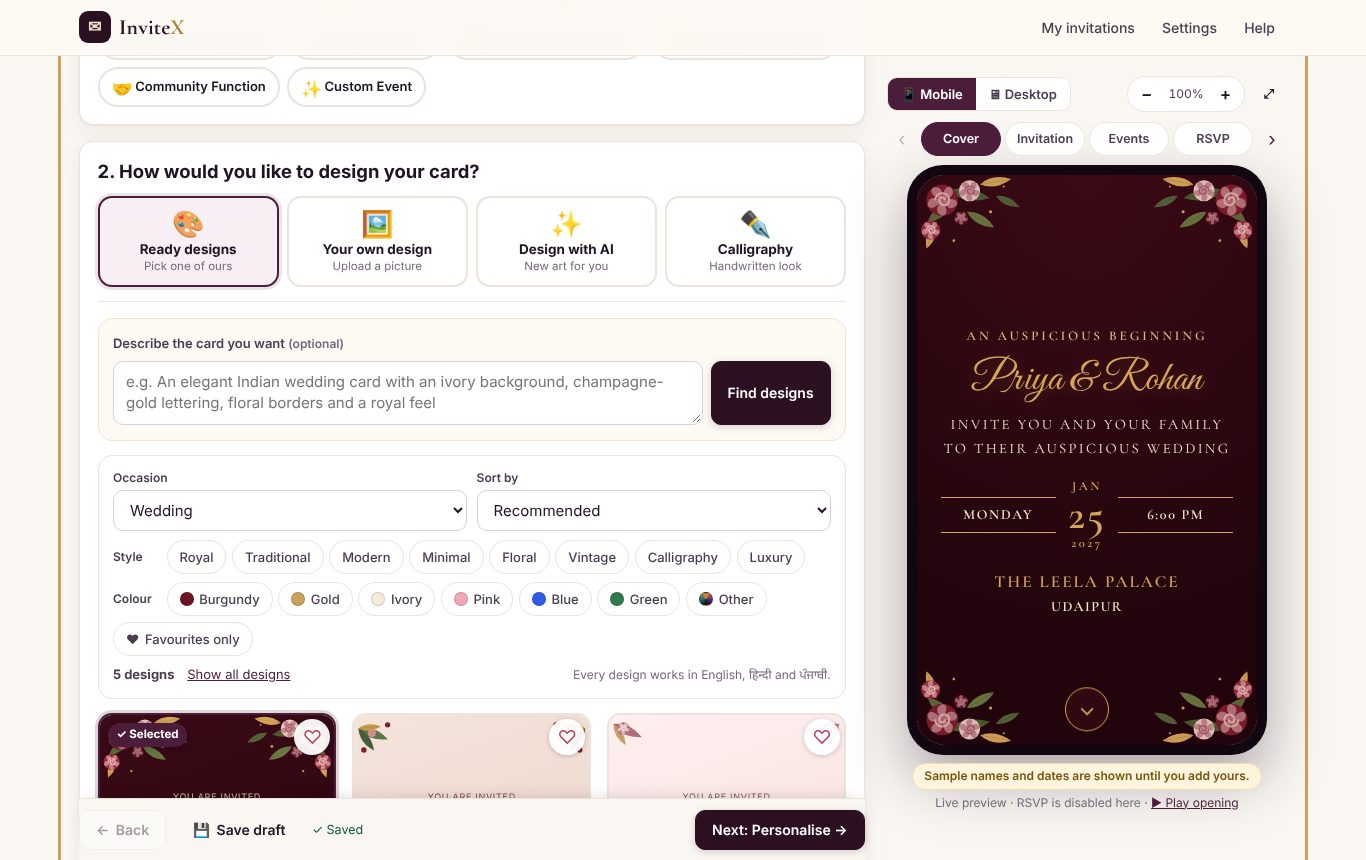 InviteX
My invitations Settings Help
Community Function Custom Event
2. How would you like to design your card?
Ready designs
Pick one of ours
Your own design
Upload a picture
Design with AI
New art for you
Calligraphy
Handwritten look
Describe the card you want (optional)
e.g. An elegant Indian wedding card with an ivory background, champagne-
gold lettering, floral borders and a royal feel
Find designs
Occasion
Wedding
Sort by
Recommended
Style Royal Traditional Modern Minimal Floral Vintage Calligraphy Luxury
Colour Burgundy Gold Ivory Pink Blue Green Other
Favourites only
5 designs Show all designs
Every design works in English, हिन्दी and ਪੰਜਾਬੀ.
✓ Selected
YOU ARE INVITED
YOU ARE INVITED
YOU ARE INVITED
← Back Save draft ✓ Saved Next: Personalise →
Mobile Desktop − 100% +
‹ Cover Invitation Events RSVP ›
AN AUSPICIOUS BEGINNING
Priya & Rohan
INVITE YOU AND YOUR FAMILY
TO THEIR AUSPICIOUS WEDDING
JAN
MONDAY 25 6:00 PM
2027
THE LEELA PALACE
UDAIPUR
Sample names and dates are shown until you add yours.
Live preview · RSVP is disabled here · ▶ Play opening